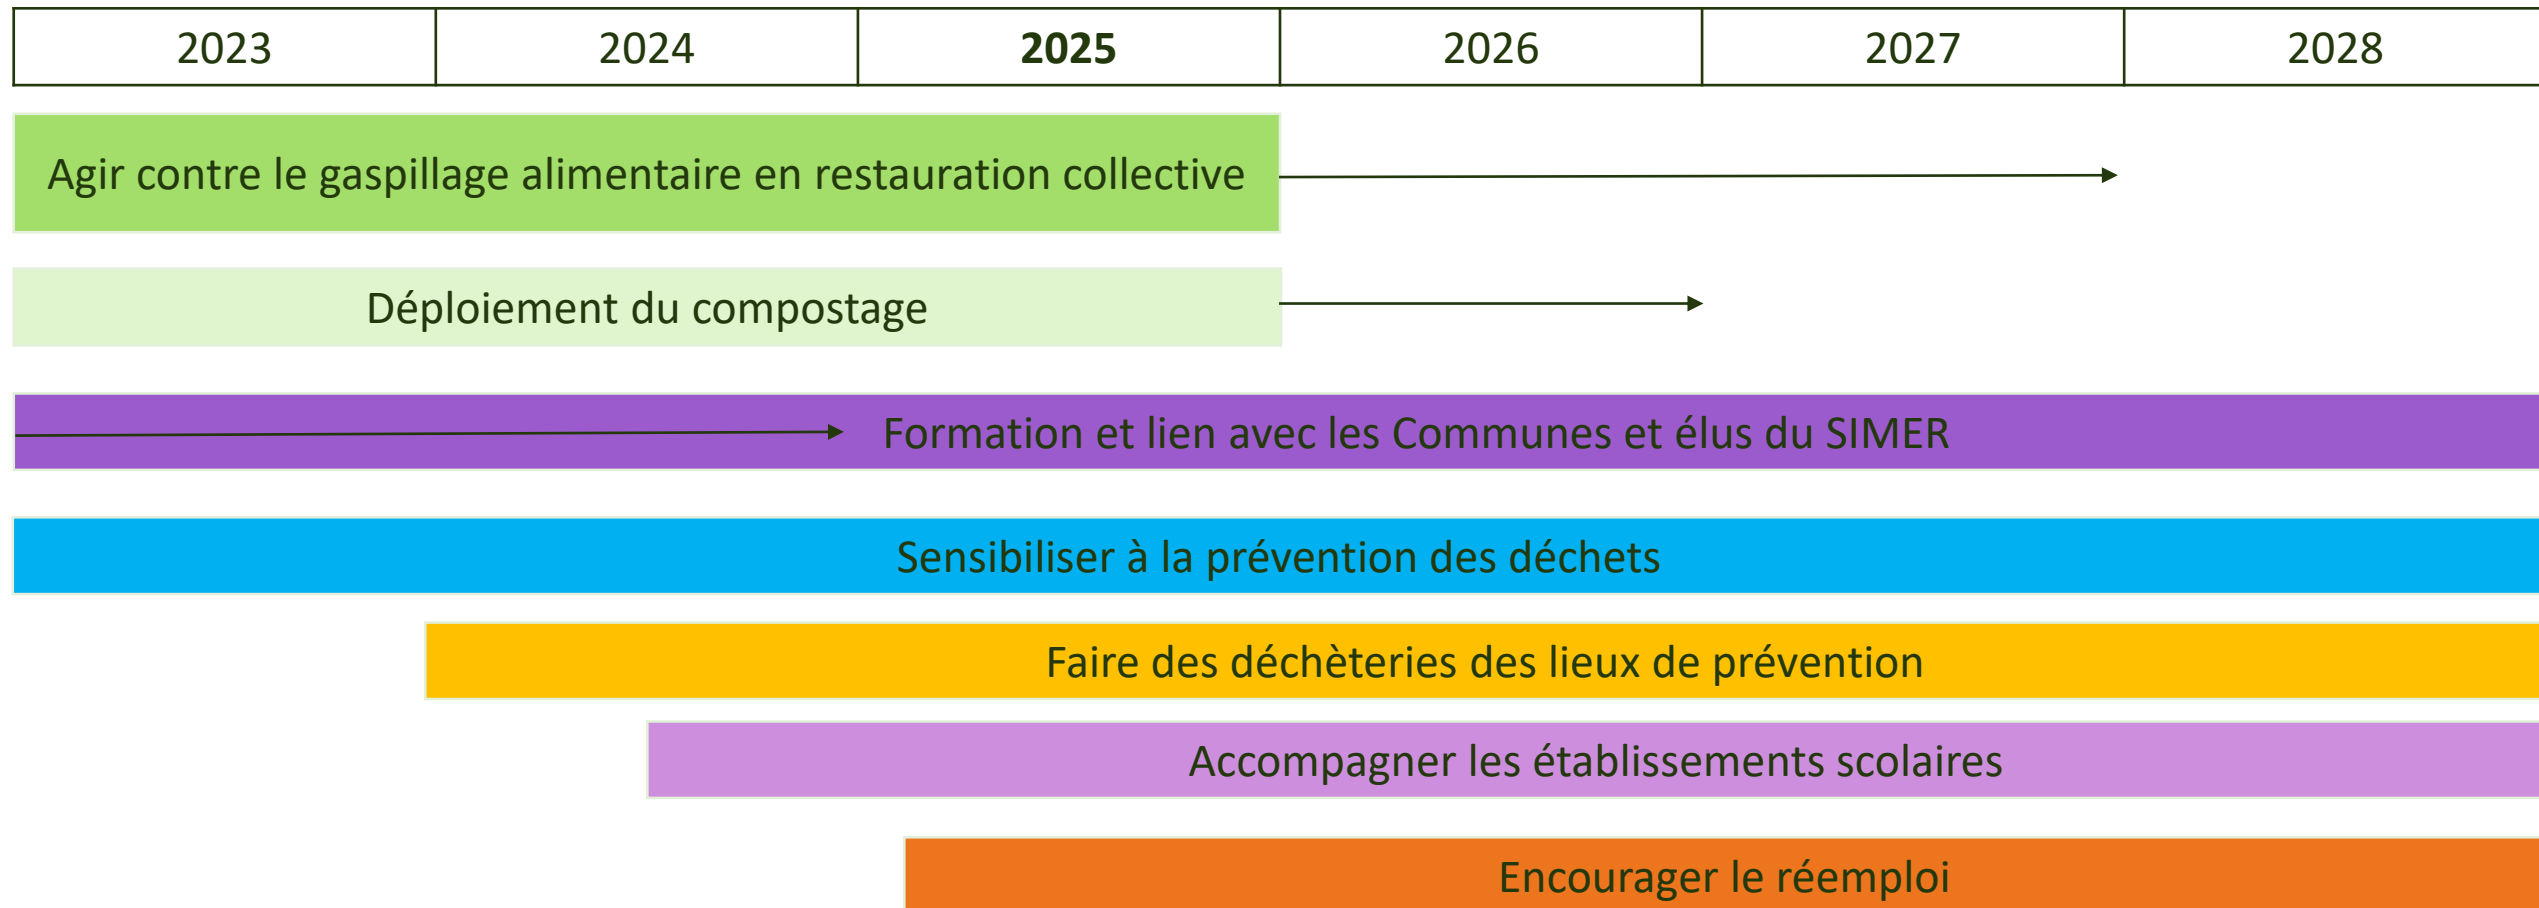 2023 2024 2025 2026 2027 2028
Agir contre le gaspillage alimentaire en restauration collective
Déploiement du compostage
Formation et lien avec les Communes et élus du SIMER
Sensibiliser à la prévention des déchets
Faire des déchèteries des lieux de prévention
Accompagner les établissements scolaires
Encourager le réemploi